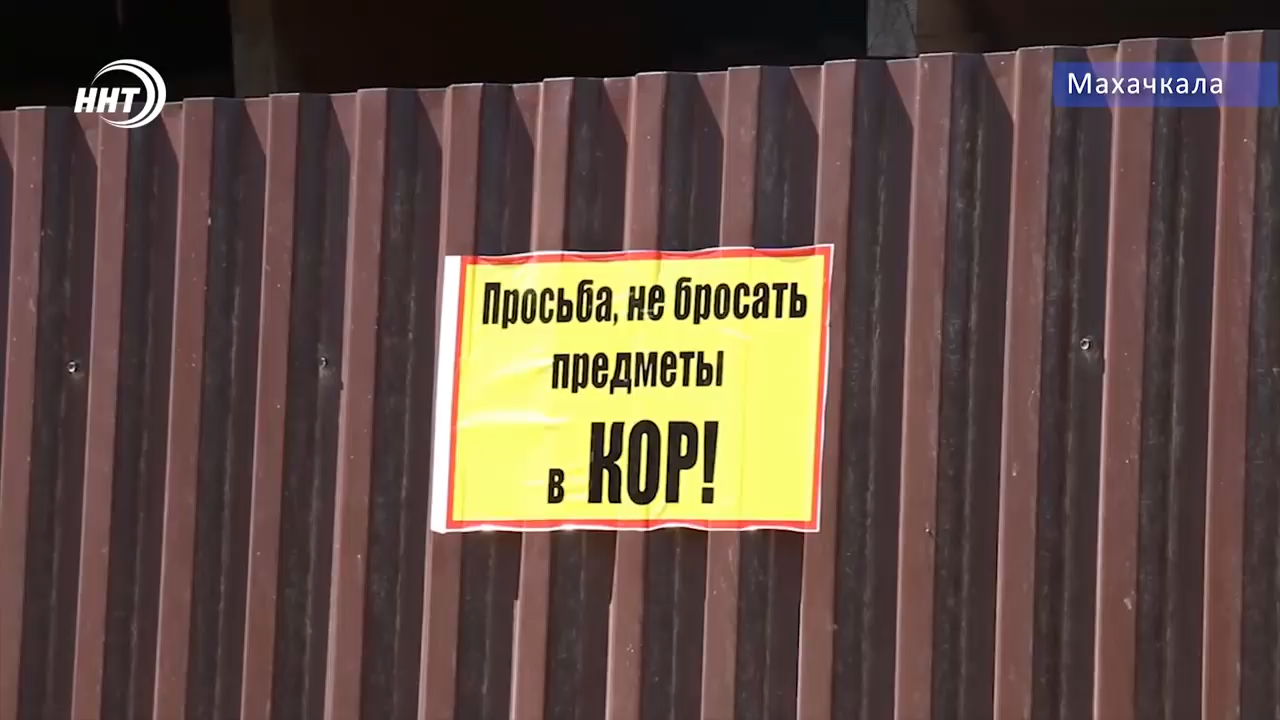 ННТ
Махачкала
Просьба, не бросать
предметы
в КОР!